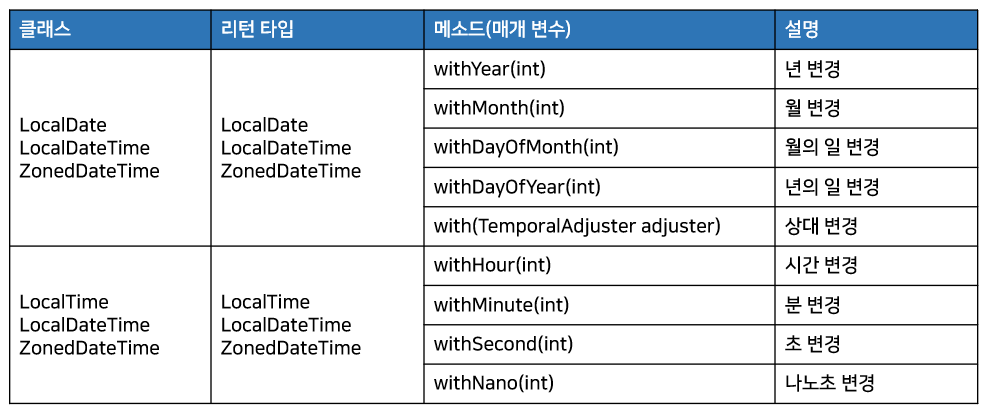 클래스 리턴 타입 메소드(매개 변수) 설명
LocalDate
LocalDateTime
ZonedDateTime
LocalDate
LocalDateTime
ZonedDateTime
withYear(int) 년 변경
withMonth(int) 월 변경
withDayOfMonth(int) 월의 일 변경
withDayOfYear(int) 년의 일 변경
with(TemporalAdjuster adjuster) 상대 변경
LocalTime
LocalDateTime
ZonedDateTime
LocalTime
LocalDateTime
ZonedDateTime
withHour(int) 시간 변경
withMinute(int) 분 변경
withSecond(int) 초 변경
withNano(int) 나노초 변경